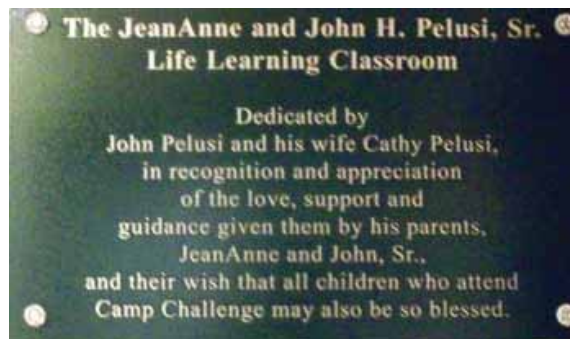 The JeanAnne and John H. Pelusi, Sr.
Life Learning Classroom
Dedicated by
John Pelusi and his wife Cathy Pelusi,
in recognition and appreciation
of the love, support and
guidance given them by his parents,
JeanAnne and John, Sr.,
and their wish that all children who attend
Camp Challenge may also be so blessed.